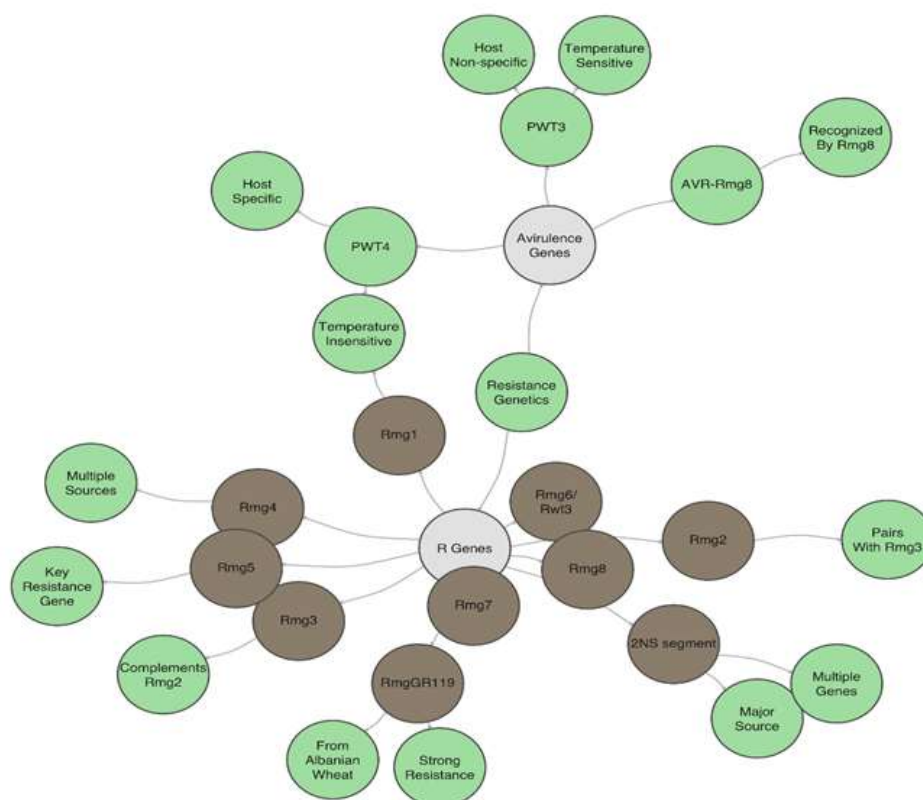 Host
Non-specific
Temperature
Sensitive
PWT3
Recognized
By Rmg8
AVR-Rmg8
Host
Specific
PWT4
Avirulence
Genes
Temperature
Insensitive
Resistance
Genetics
Rmg1
Multiple
Sources
Rmg4
Rmg6/
Rwt3
R Genes
Rmg2
Pairs
With Rmg3
Key
Resistance
Gene
Rmg5
Rmg8
Rmg7
Rmg3
Complements
Rmg2
2NS segment
RmgGR119
Multiple
Genes
Major
Source
From
Albanian
Wheat
Strong
Resistance